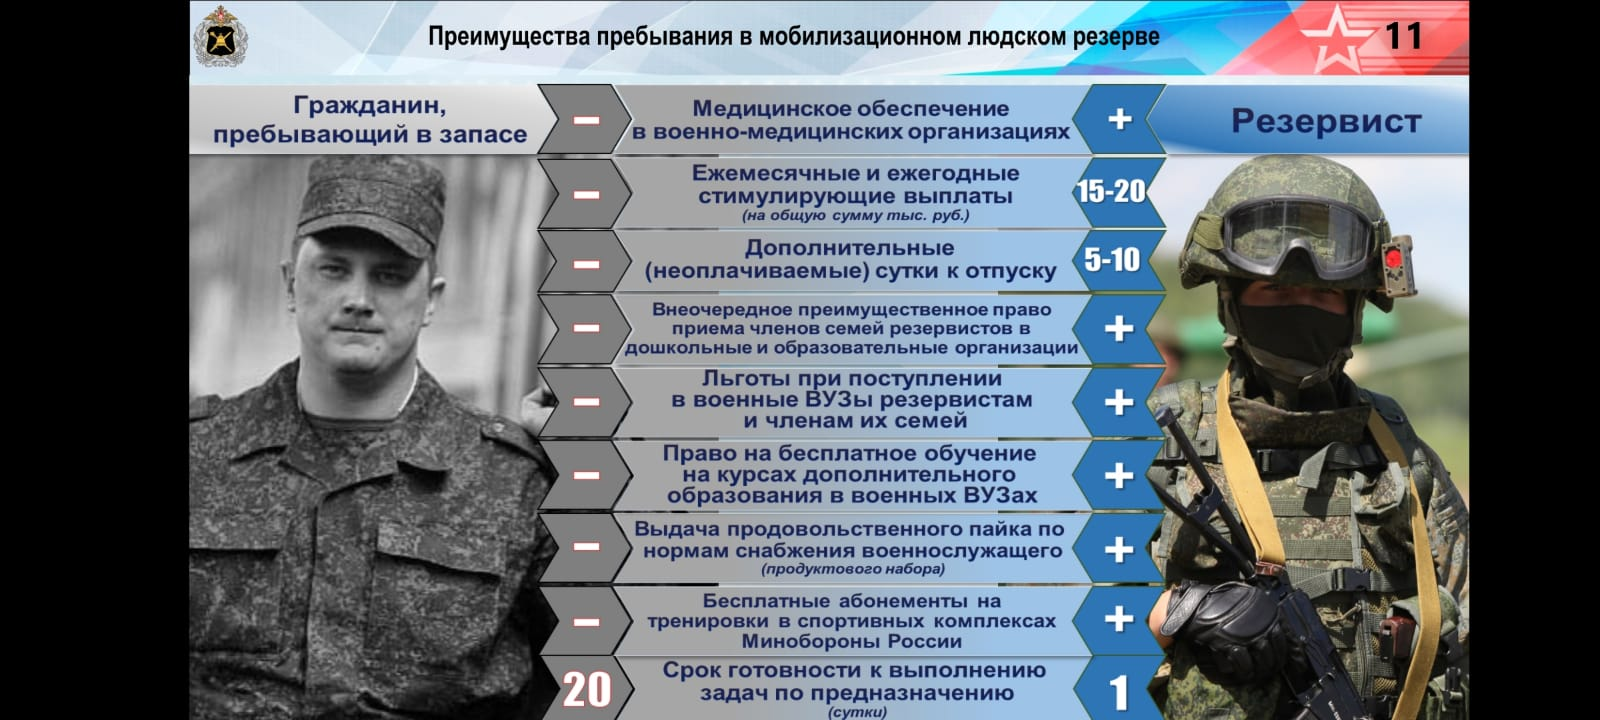 Преимущества пребывания в мобилизационном людском резерве
11
Гражданин,
пребывающий в запасе
–
Медицинское обеспечение
в военно-медицинских организациях
+
Резервист
–
Ежемесячные и ежегодные
стимулирующие выплаты
(на общую сумму тыс. руб.)
15-20
–
Дополнительные
(неоплачиваемые) сутки к отпуску
5-10
–
Внеочередное преимущественное право
приема членов семей резервистов в
дошкольные и образовательные организации
+
–
Льготы при поступлении
в военные ВУЗы резервистам
и членам их семей
+
–
Право на бесплатное обучение
на курсах дополнительного
образования в военных ВУЗах
+
–
Выдача продовольственного пайка по
нормам снабжения военнослужащего
(продуктового набора)
+
–
Бесплатные абонементы на
тренировки в спортивных комплексах
Минобороны России
+
20
Срок готовности к выполнению
задач по предназначению
(сутки)
1